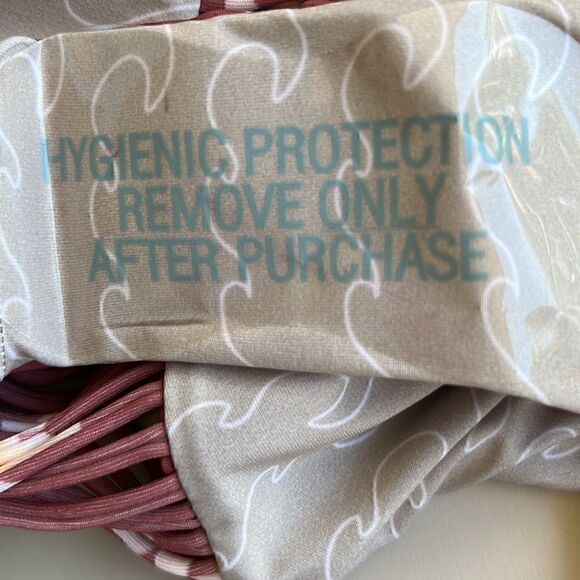 HYGIENIC PROTECTION
REMOVE ONLY
AFTER PURCHASE